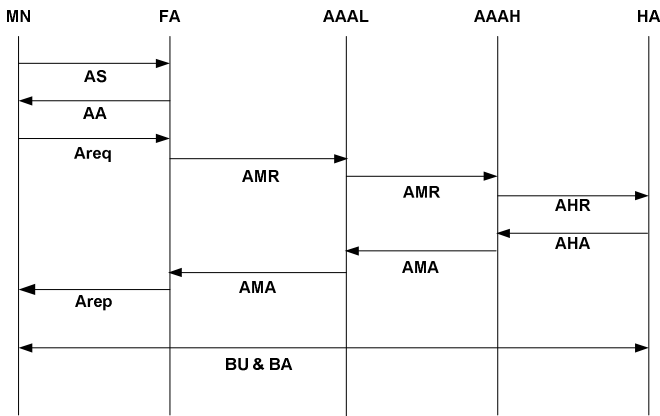 MN FA AAAL AAAH HA
AS
AA
Areq
AMR
AMR
AHR
AHA
AMA
AMA
Arep
BU & BA